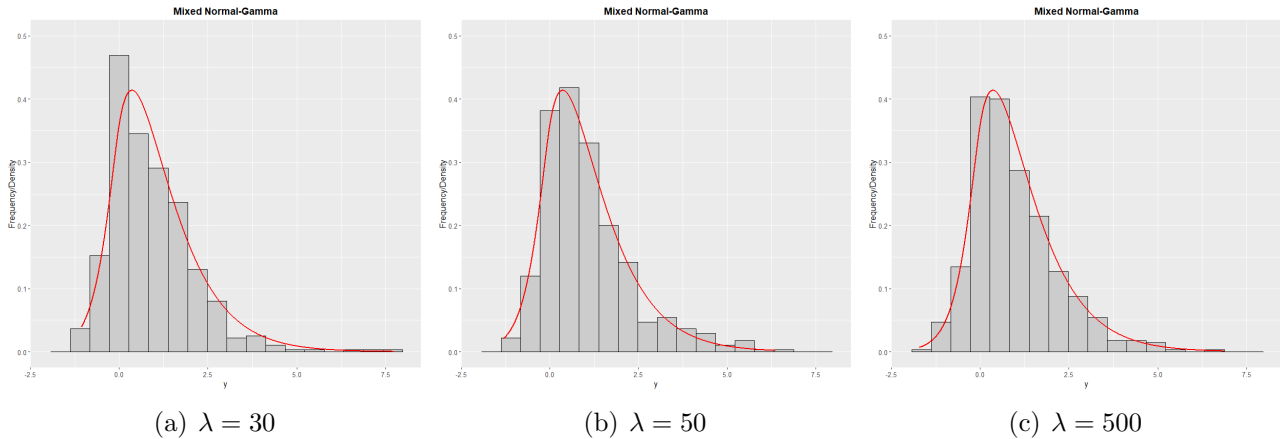 Mixed Normal-Gamma
0.5
0.4
0.3
0.2
0.1
0.0
Frequency/Density
-2.5
0.0
2.5
5.0
7.5
y
(a) λ = 30
Mixed Normal-Gamma
0.5
0.4
0.3
0.2
0.1
0.0
Frequency/Density
-2.5
0.0
2.5
5.0
7.5
y
(b) λ = 50
Mixed Normal-Gamma
0.5
0.4
0.3
0.2
0.1
0.0
Frequency/Density
-2.5
0.0
2.5
5.0
7.5
y
(c) λ = 500